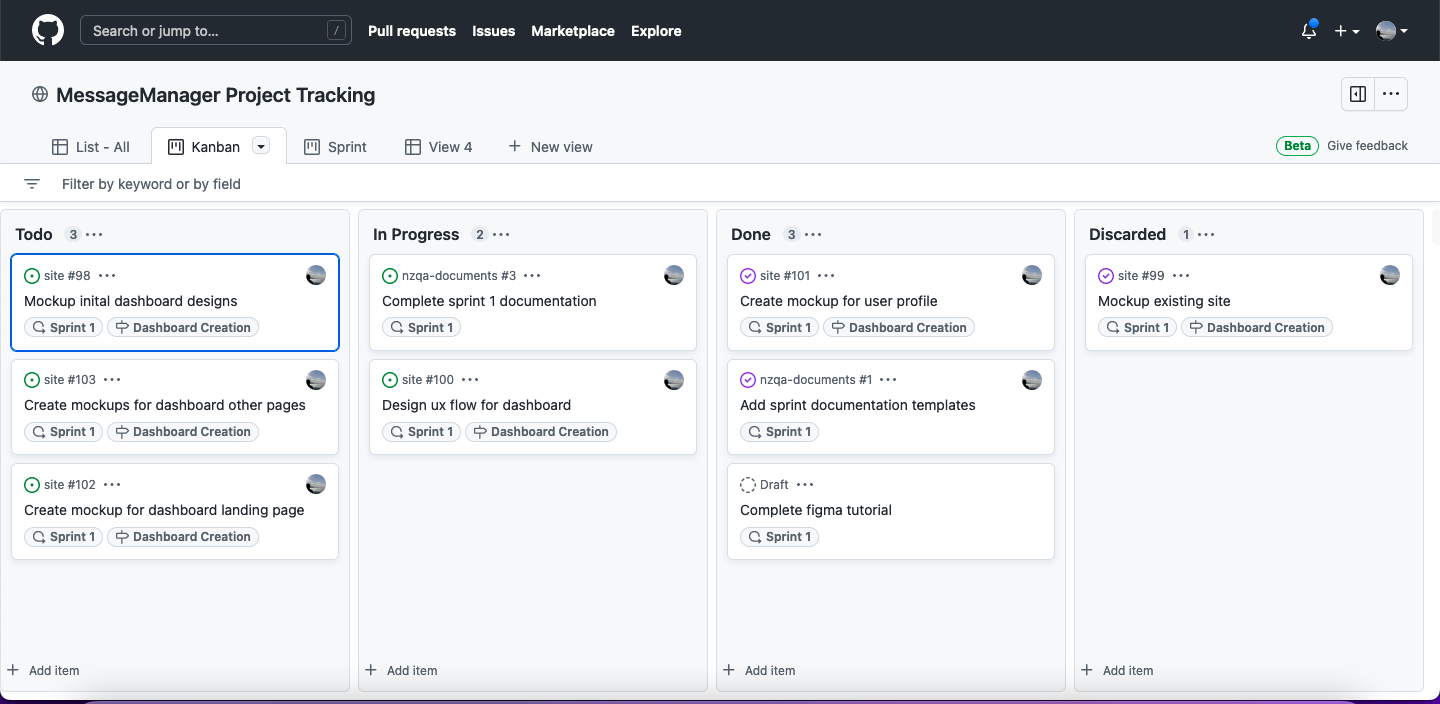 Search or jump to… /
Pull requests
Issues
Marketplace
Explore
MessageManager Project Tracking
List - All
Kanban
Sprint
View 4
New view
Beta
Give feedback
Filter by keyword or by field
Todo 3
site #98
Mockup inital dashboard designs
Sprint 1 Dashboard Creation
site #103
Create mockups for dashboard other pages
Sprint 1 Dashboard Creation
site #102
Create mockup for dashboard landing page
Sprint 1 Dashboard Creation
Add item
In Progress 2
nzqa-documents #3
Complete sprint 1 documentation
Sprint 1
site #100
Design ux flow for dashboard
Sprint 1 Dashboard Creation
Add item
Done 3
site #101
Create mockup for user profile
Sprint 1 Dashboard Creation
nzqa-documents #1
Add sprint documentation templates
Sprint 1
Draft
Complete figma tutorial
Sprint 1
Add item
Discarded 1
site #99
Mockup existing site
Sprint 1 Dashboard Creation
Add item